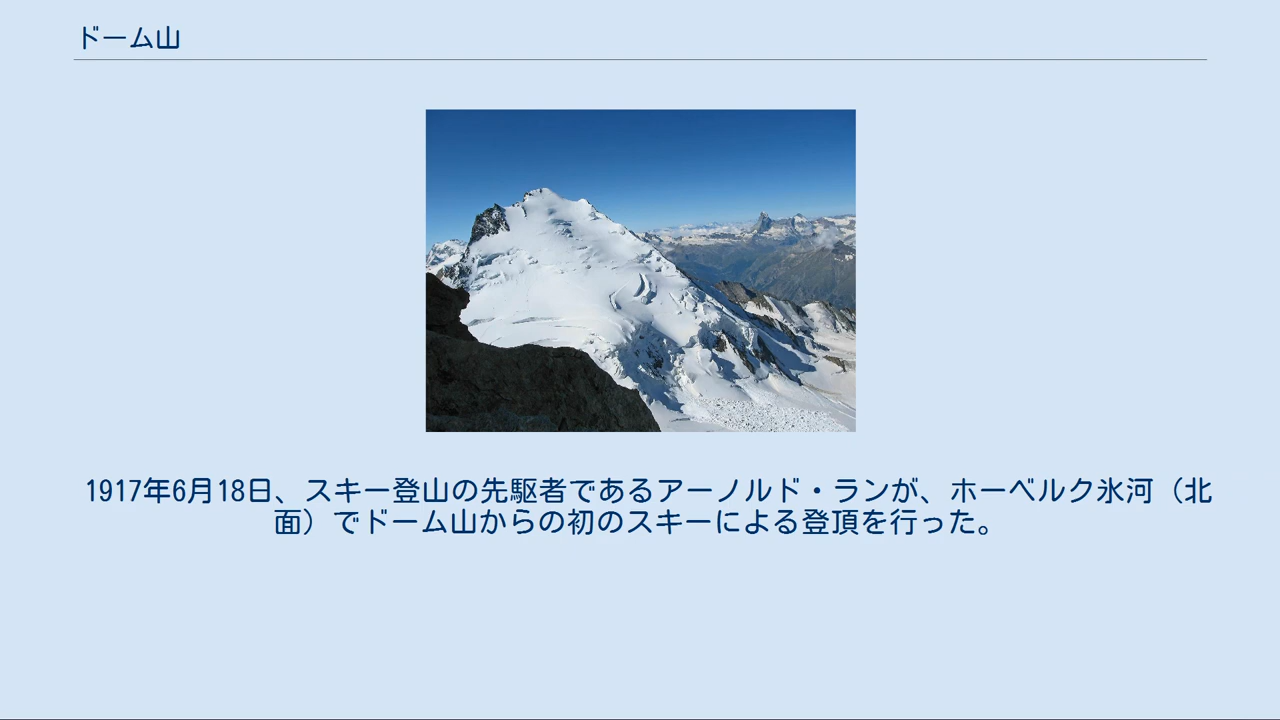 ドーム山
1917年6月18日、スキー登山の先駆者であるアーノルド・ランが、ホーベルク氷河（北
面）でドーム山からの初のスキーによる登頂を行った。